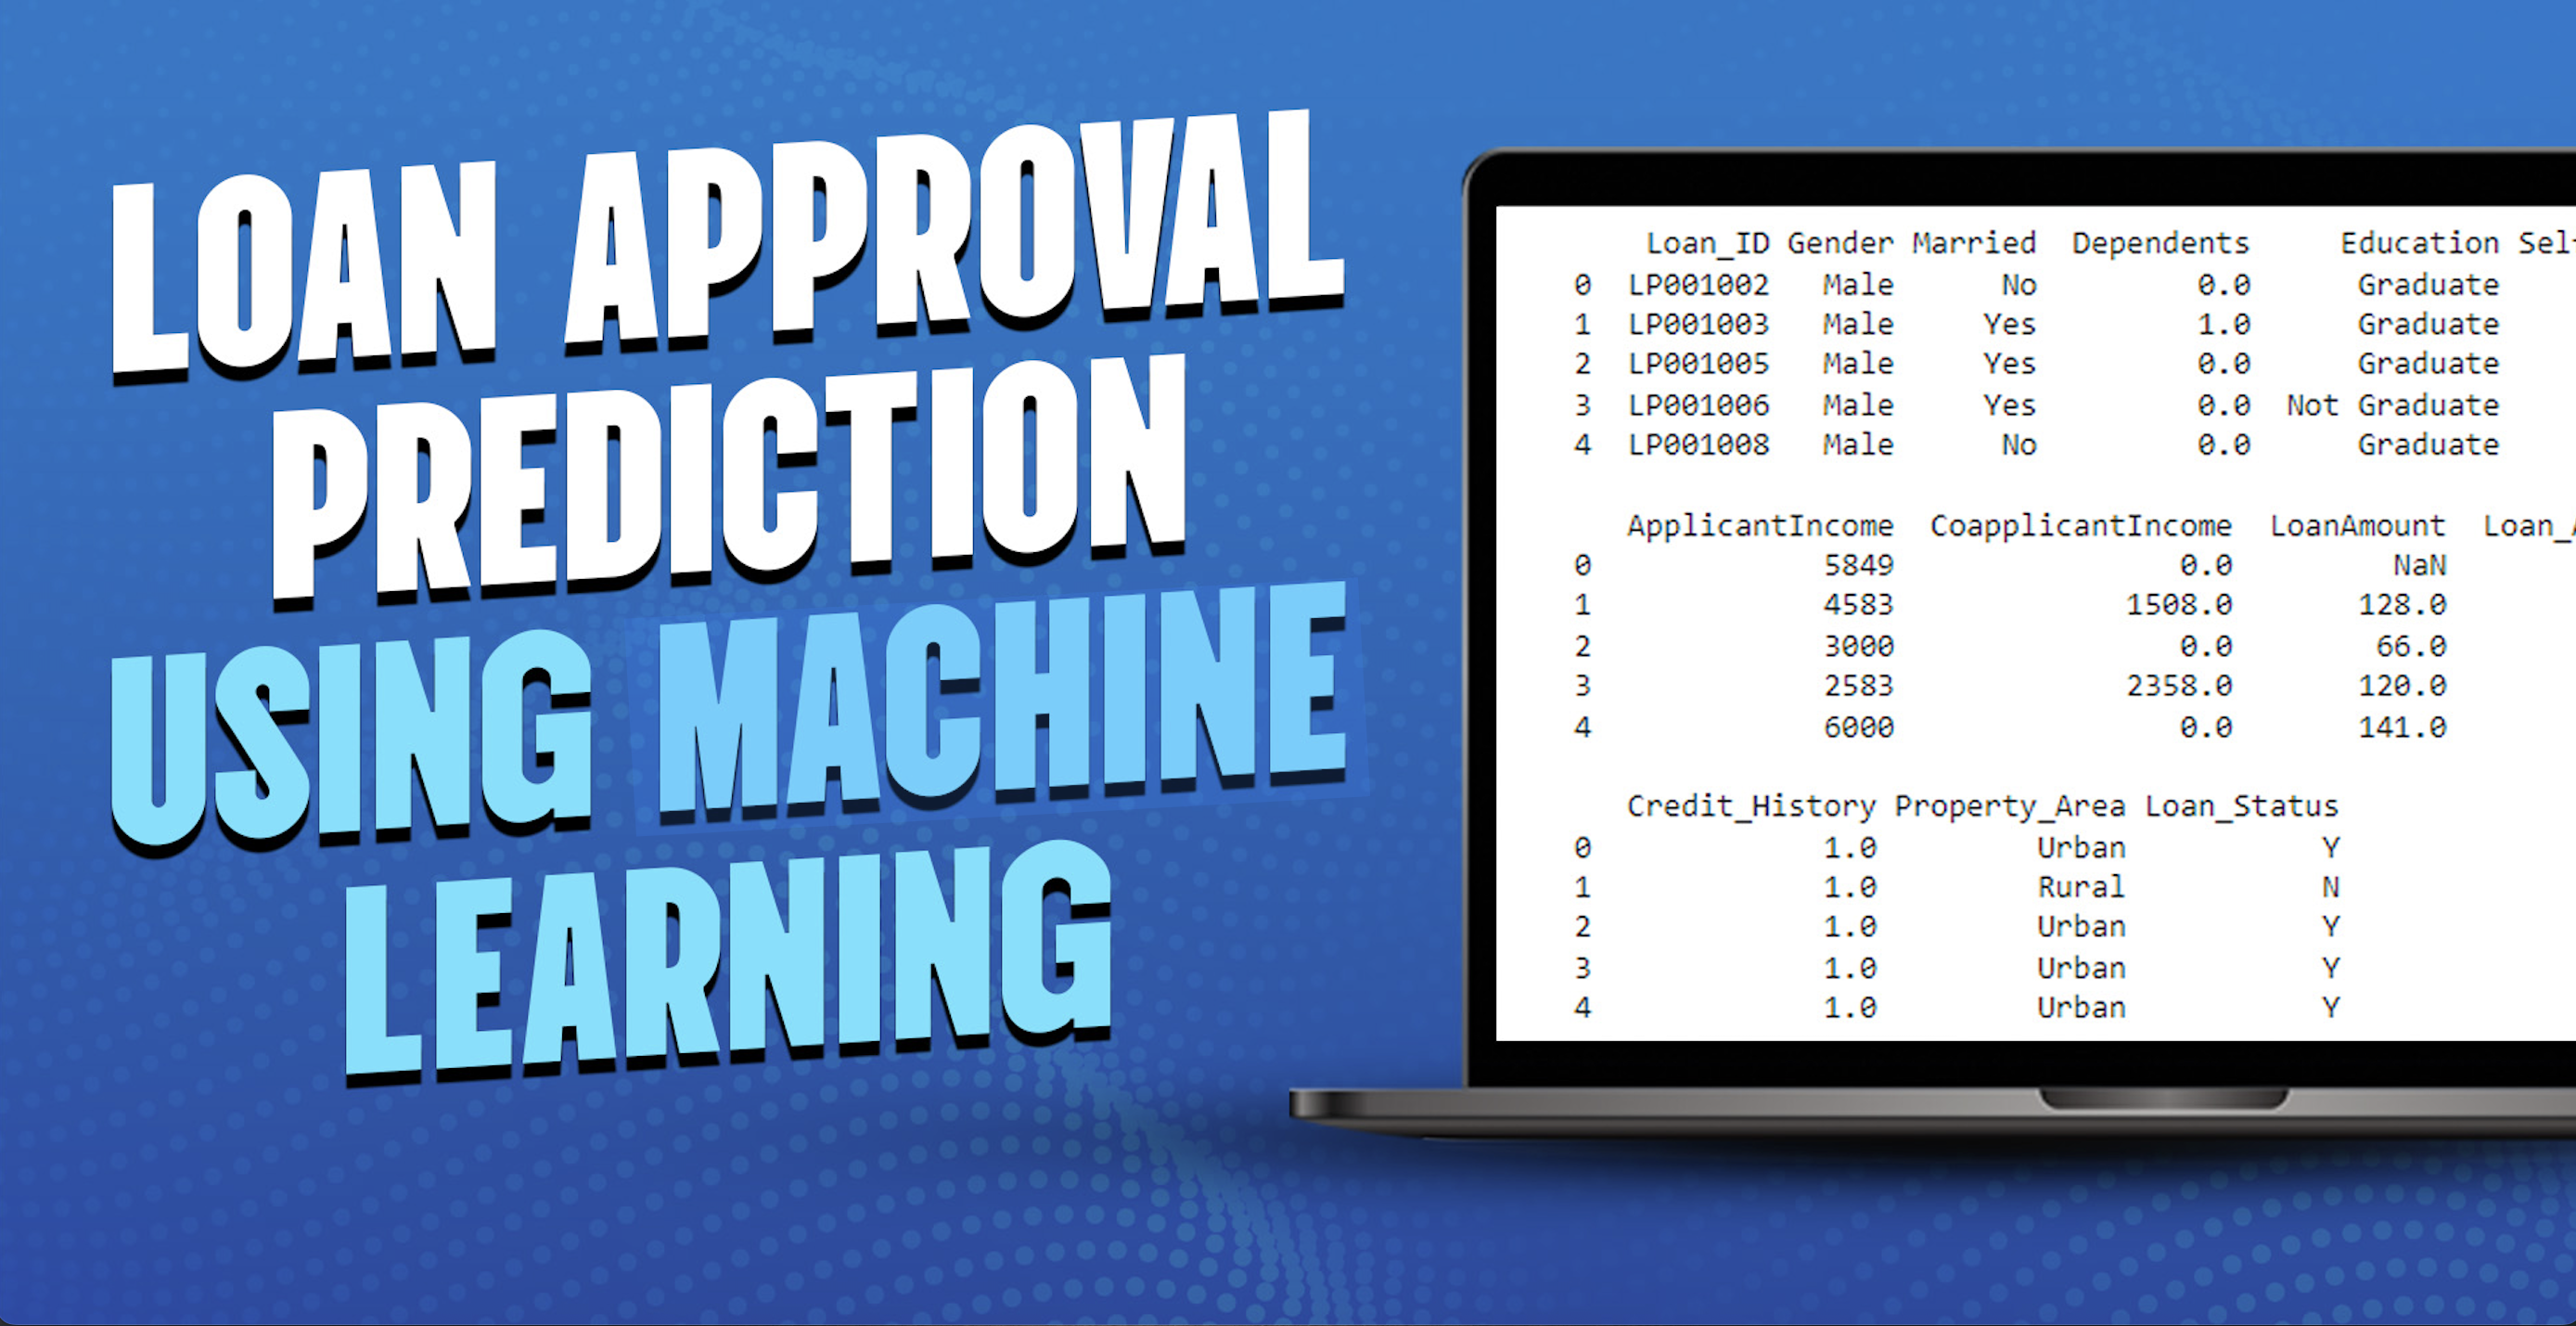 LOAN APPROVAL
PREDICTION
USING MACHINE
LEARNING
Loan_ID Gender Married Dependents Education
0 LP001002 Male No 0.0 Graduate
1 LP001003 Male Yes 1.0 Graduate
2 LP001005 Male Yes 0.0 Graduate
3 LP001006 Male Yes 0.0 Not Graduate
4 LP001008 Male No 0.0 Graduate
ApplicantIncome CoapplicantIncome LoanAmount Loan_
0 5849 0.0 NaN
1 4583 1508.0 128.0
2 3000 0.0 66.0
3 2583 2358.0 120.0
4 6000 0.0 141.0
Credit_History Property_Area Loan_Status
0 1.0 Urban Y
1 1.0 Rural N
2 1.0 Urban Y
3 1.0 Urban Y
4 1.0 Urban Y